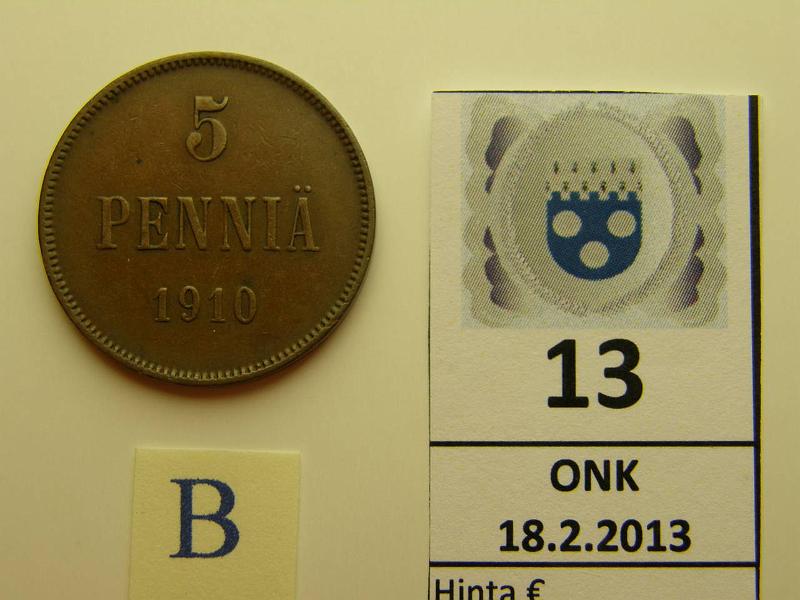 5
PENNIÄ
1910
B
13
ONK
18.2.2013
Hinta €